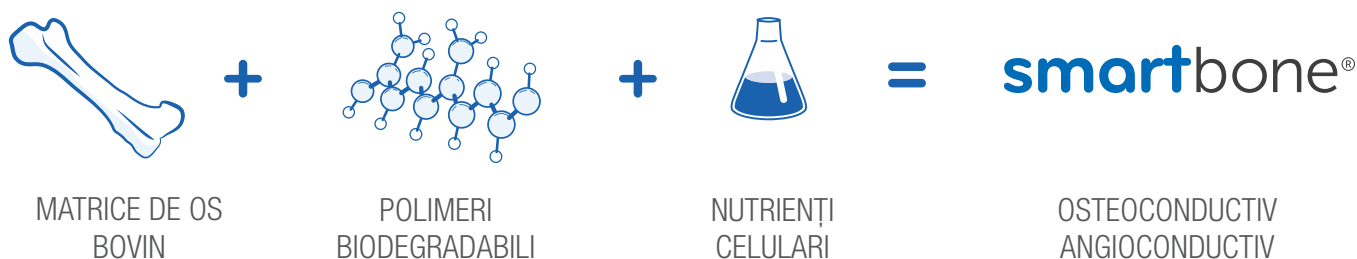 + + = smartbone®
MATRICE DE OS
BOVIN
POLIMERI
BIODEGRADABILI
NUTRIENȚI
CELULARI
OSTEOCONDUCTIV
ANGIOCONDUCTIV